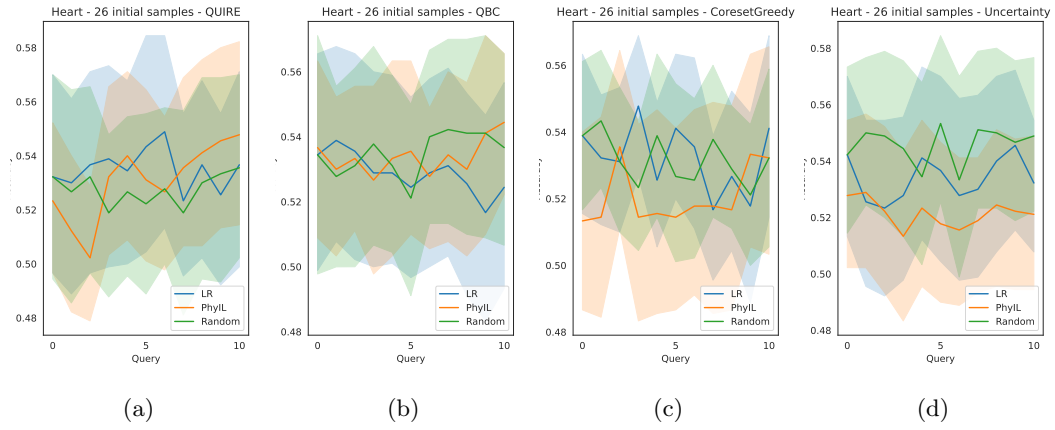 Heart - 26 initial samples - QUIRE
0.58
0.56
0.54
0.52
0.50
0.48
0
10
Query
LR
PhyIL
Random
(a)
Heart - 26 initial samples - QBC
0.56
0.54
0.52
0.50
0.48
0
5
10
Query
LR
PhyIL
Random
(b)
Heart - 26 initial samples - CoresetGreedy
0.56
0.54
0.52
0.50
0.48
0
5
10
Query
LR
PhyIL
Random
(c)
Heart - 26 initial samples - Uncertainty
0.58
0.56
0.54
0.52
0.50
0.48
0
5
10
Query
LR
PhyIL
Random
(d)